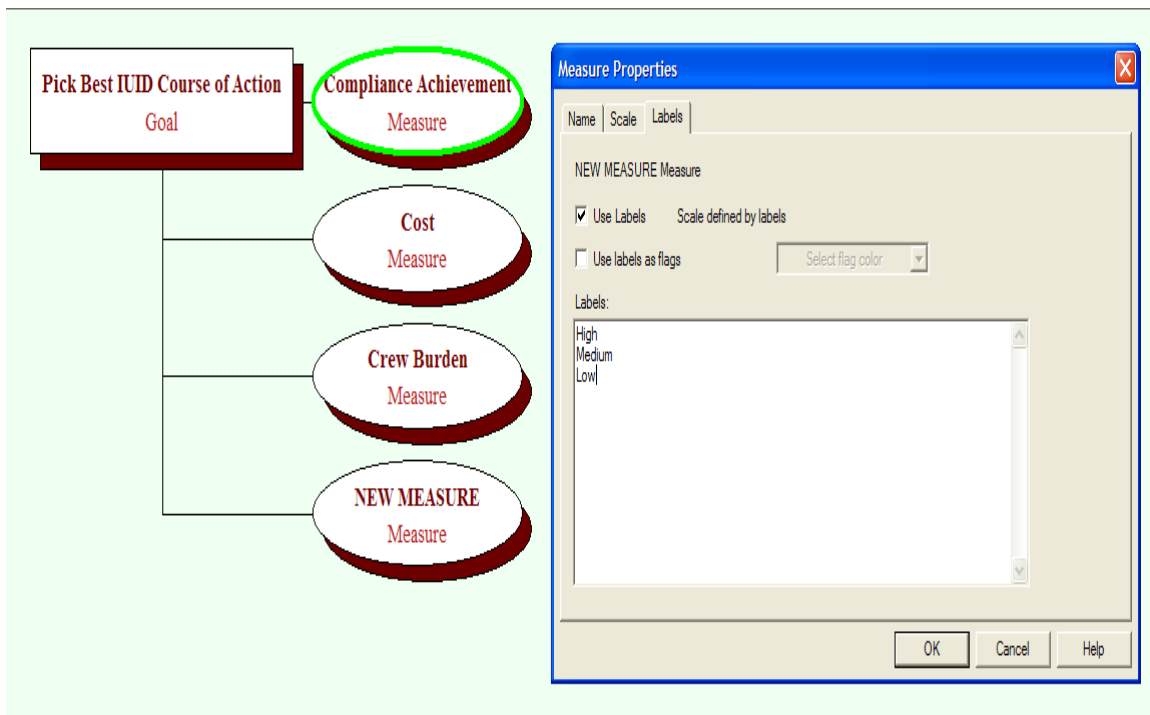 Pick Best IUID Course of Action
Goal
Compliance Achievement
Measure
Cost
Measure
Crew Burden
Measure
NEW MEASURE
Measure
Measure Properties
Name
Scale
Labels
NEW MEASURE Measure
Use Labels
Scale defined by labels
Use labels as flags
Select flag color
Labels:
High
Medium
Low
OK
Cancel
Help